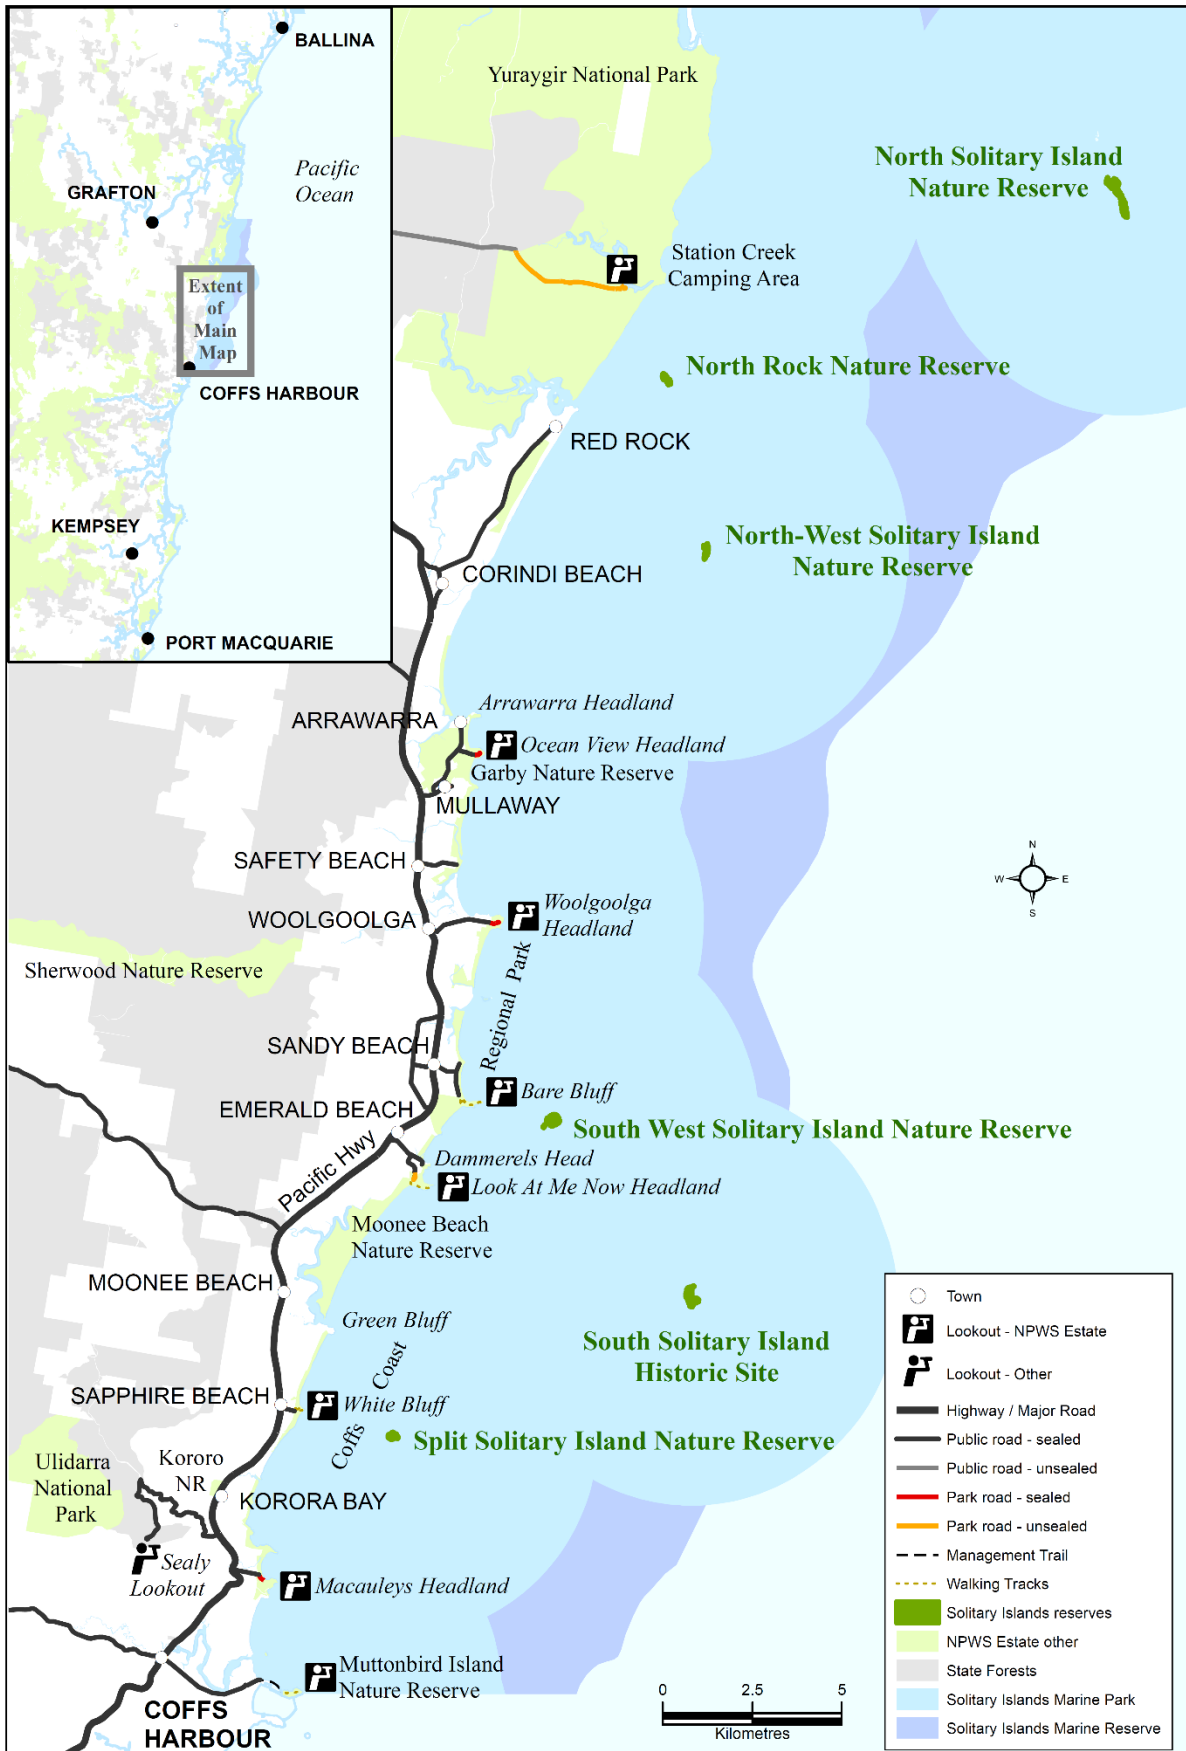 BALLINA
Pacific
Ocean
GRAFTON
Extent
of
Main
Map
COFFS HARBOUR
KEMPSEY
PORT MACQUARIE
Yuraygir National Park
North Solitary Island
Nature Reserve
Station Creek
Camping Area
North Rock Nature Reserve
RED ROCK
North-West Solitary Island
Nature Reserve
CORINDI BEACH
Arrawarra Headland
ARRAWARRA
Ocean View Headland
Garby Nature Reserve
MULLAWAY
SAFETY BEACH
Woolgoolga
Headland
WOOLGOOLGA
N
W
E
S
Sherwood Nature Reserve
Regional Park
SANDY BEACH
Bare Bluff
EMERALD BEACH
South West Solitary Island Nature Reserve
Pacific Hwy
Dammerels Head
Look At Me Now Headland
Moonee Beach
Nature Reserve
MOONEE BEACH
Green Bluff
South Solitary Island
Historic Site
Coffs Coast
SAPPHIRE BEACH
White Bluff
Split Solitary Island Nature Reserve
Ulidarra
National
Park
Kororo
NR
KORORA BAY
Sealy
Lookout
Macauleys Headland
Muttonbird Island
Nature Reserve
COFFS
HARBOUR
0 2.5 5
Kilometres
Town
Lookout - NPWS Estate
Lookout - Other
Highway / Major Road
Public road - sealed
Public road - unsealed
Park road - sealed
Park road - unsealed
Management Trail
Walking Tracks
Solitary Islands reserves
NPWS Estate other
State Forests
Solitary Islands Marine Park
Solitary Islands Marine Reserve